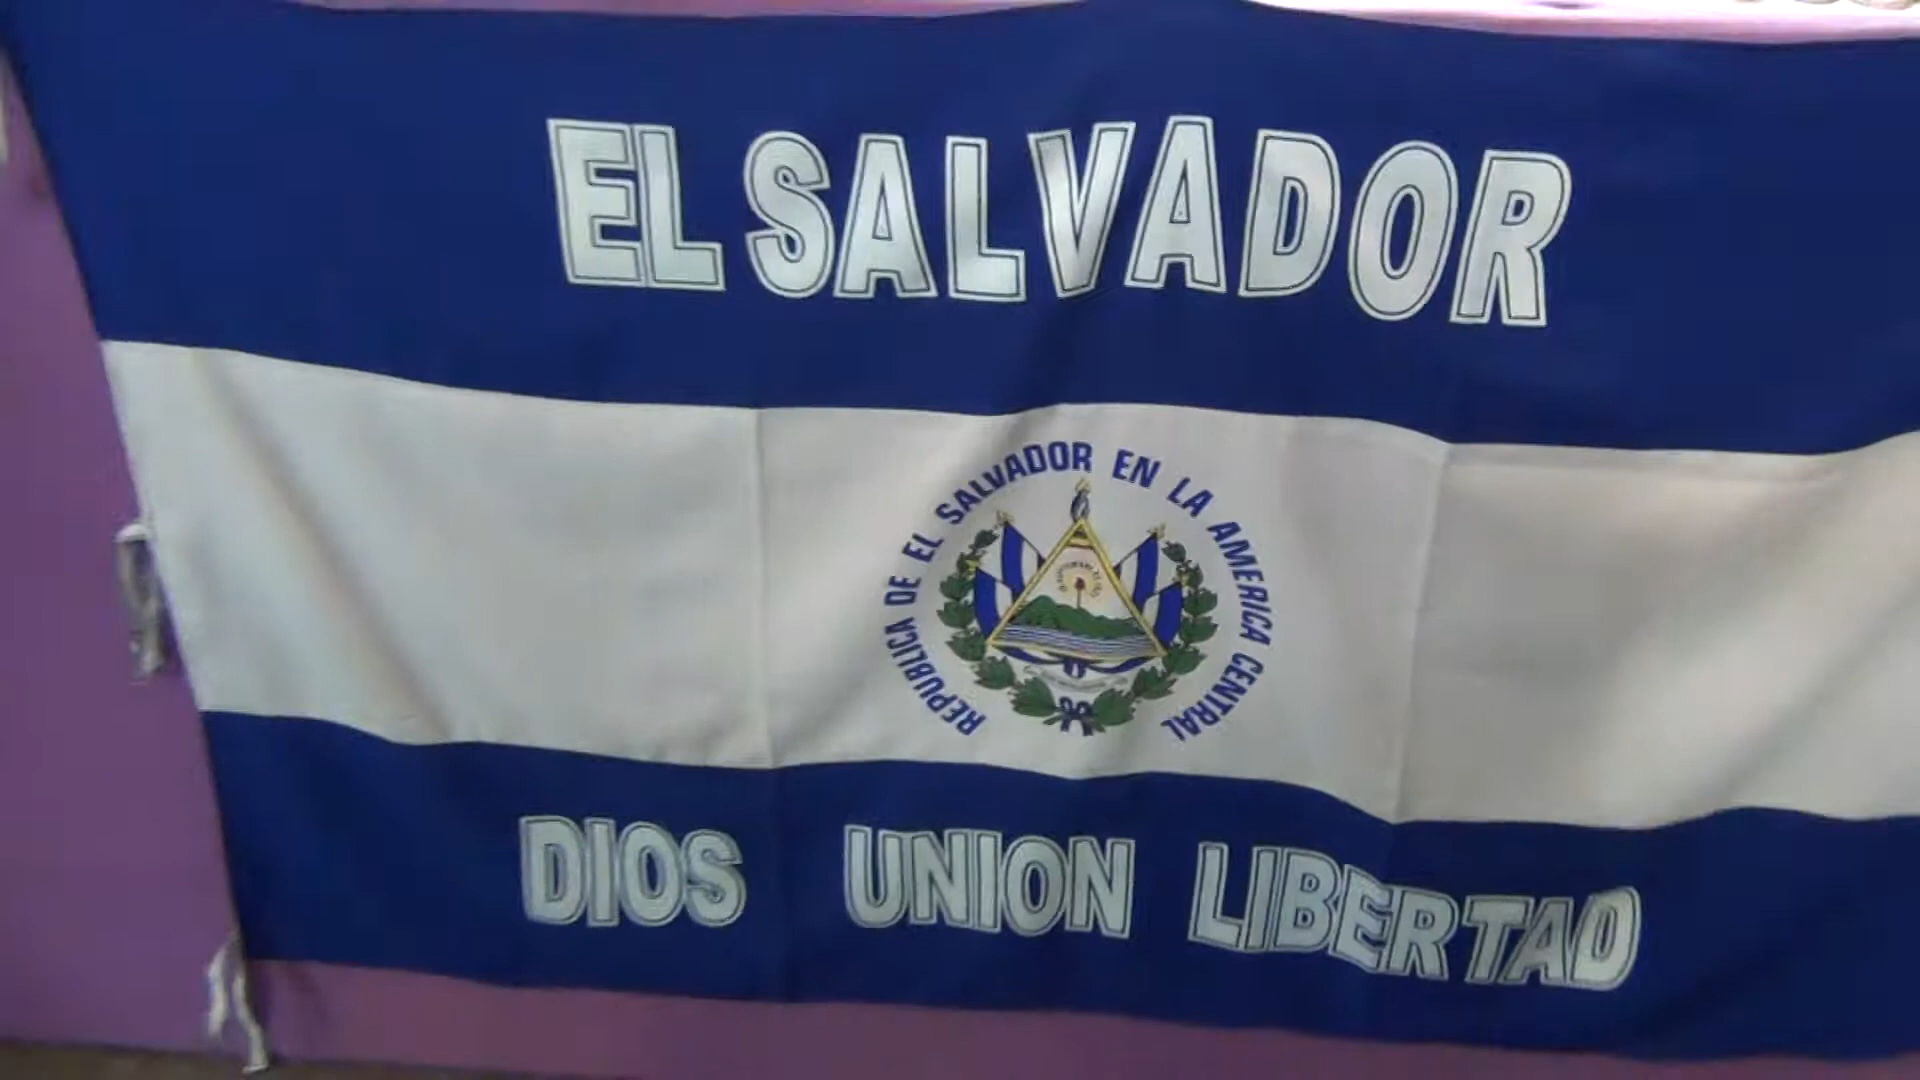 EL SALVADOR
REPUBLICA DE EL SALVADOR EN LA AMERICA CENTRAL
DIOS UNION LIBERTAD